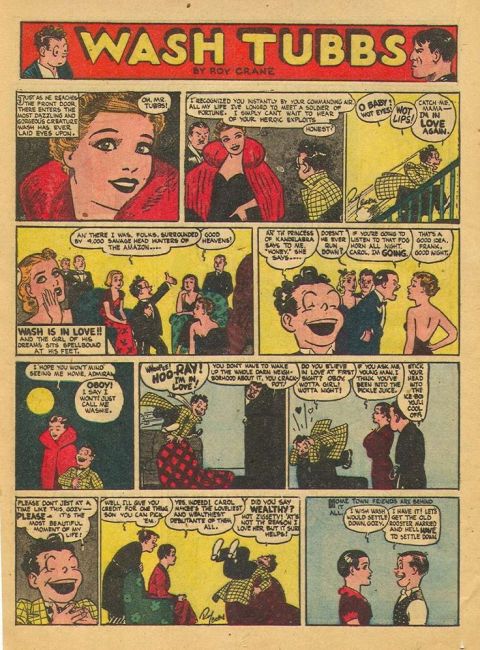 WASH TUBBS
BY ROY CRANE
JUST AS HE REACHES
THE FRONT DOOR,
THERE ENTERS THE
MOST DAZZLING AND
GORGEOUS CREATURE
WASH HAS EVER
LAID EYES UPON.
OH, MR.
TUBBS!
I RECOGNIZED YOU INSTANTLY BY YOUR COMMANDING AIR.
ALL MY LIFE I'VE LONGED TO MEET A SOLDIER OF
FORTUNE. I SIMPLY CAN'T WAIT TO HEAR
OF YOUR HEROIC EXPLOITS
HONEST?
O BABY!
WOT EYES!
WOT
LIPS!
CATCH ME,
MAMA—
I'M IN
LOVE
AGAIN.
AN' THERE I WAS, FOLKS, SURROUNDED
BY 4,000 SAVAGE HEAD HUNTERS OF
THE AMAZON....
GOOD
HEAVENS!
WASH IS IN LOVE!!
AND THE GIRL OF HIS
DREAMS SITS SPELLBOUND
AT HIS FEET.
AN' TH' PRINCESS
OF KANDELABRA
SAYS TO ME,
"HONEY," SHE
SAYS....
DOESN'T
HE EVER
RUN
DOWN?
IF YOU'RE GOING TO
LISTEN TO THAT FOG
HORN ALL NIGHT,
CAROL, I'M GOING.
THAT'S A
GOOD IDEA,
FRANK,
GOOD NIGHT.
I HOPE YOU WON'T MIND
SEEING ME HOME, ADMIRAL
OBOY!
I SAY I
WON'T! JUST
CALL ME
WASHIE.
WHOOPEE!
HOO-RAY!
I'M IN
LOVE!
YOU DON'T HAVE TO WAKE
UP THE WHOLE DARN NEIGH-
BORHOOD ABOUT IT, YOU CRACK
POT!
DO YOU BELIEVE
IN LOVE AT FIRST
SIGHT? OBOY,
WOTTA GIRL!
WOTTA NIGHT!
IF YOU ASK ME,
YOUNG MAN, I
THINK YOU'VE
BEEN INTO THE
PICKLE JUICE.
STICK
YOUR
HEAD
INTO THE
ICE-BOX.
YOU'LL
COOL
OFF.
PLEASE DON'T JEST AT A
TIME LIKE THIS, GOZY—
PLEASE— IT'S THE
MOST BEAUTIFUL
MOMENT OF MY
LIFE!
WELL, I'LL GIVE YOU
CREDIT FOR ONE THING,
SON, YOU CAN PICK
'EM.
YES, INDEED! CAROL
IS THE LOVLIEST
AND WEALTHIEST
DEBUTANTE OF THEM
ALL.
DID YOU SAY
WEALTHY?
HOT ZIGGETY! 'AT'S
NOT TH' REASON I
LOVE HER, BUT IT SURE
HELPS!
HOME TOWN FRIENDS ARE BEHIND
IT ALL.
I WISH WASH
WOULD SETTLE
DOWN, GOZY.
I HAVE IT! LET'S
GET THE OLD
ROOSTER MARRIED
AND HE'LL HAVE
TO SETTLE DOWN.